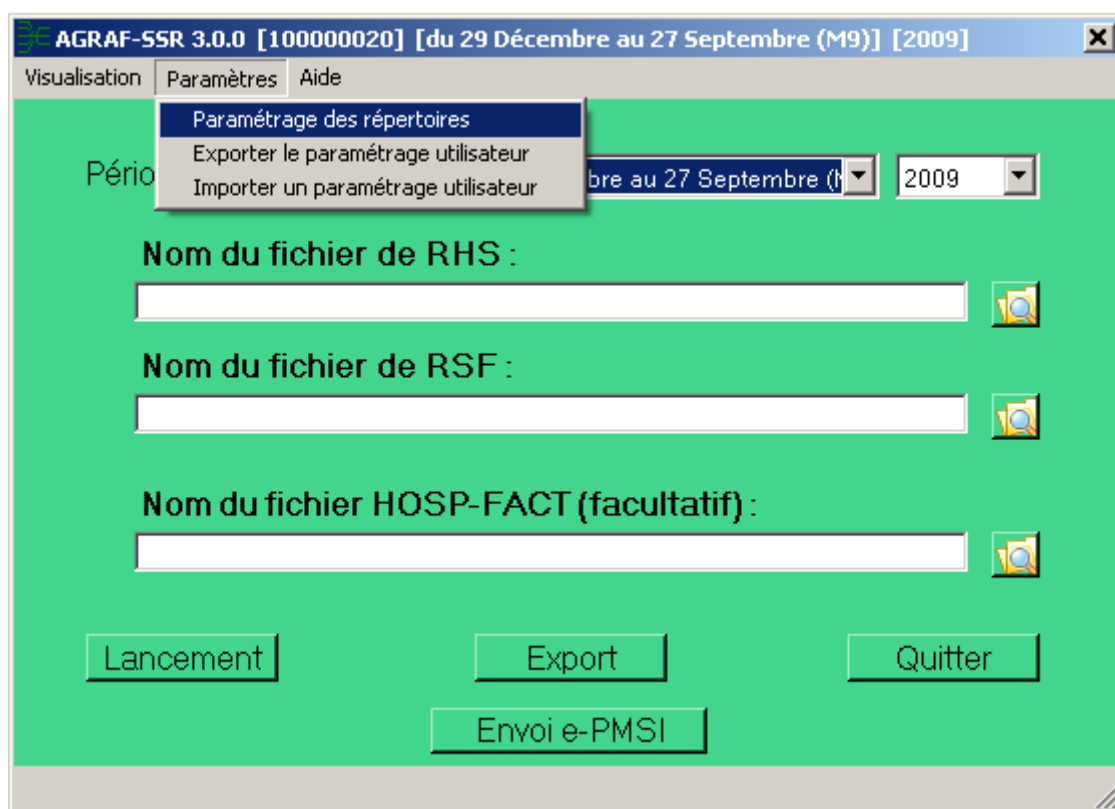 AGRAF-SSR 3.0.0 [100000020] [du 29 Décembre au 27 Septembre (M9)] [2009]
Visualisation Paramètres Aide
Paramétrage des répertoires
Exporter le paramétrage utilisateur
Importer un paramétrage utilisateur
Pério bre au 27 Septembre (M 2009
Nom du fichier de RHS :
Nom du fichier de RSF :
Nom du fichier HOSP-FACT (facultatif) :
Lancement Export Quitter
Envoi e-PMSI